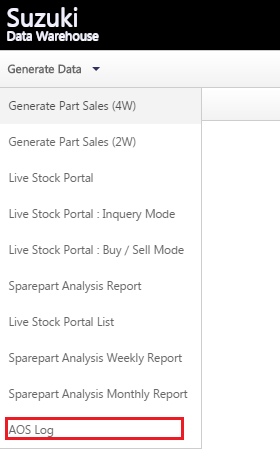 Suzuki
Data Warehouse
Generate Data
Generate Part Sales (4W)
Generate Part Sales (2W)
Live Stock Portal
Live Stock Portal : Inquery Mode
Live Stock Portal : Buy / Sell Mode
Sparepart Analysis Report
Live Stock Portal List
Sparepart Analysis Weekly Report
Sparepart Analysis Monthly Report
AOS Log